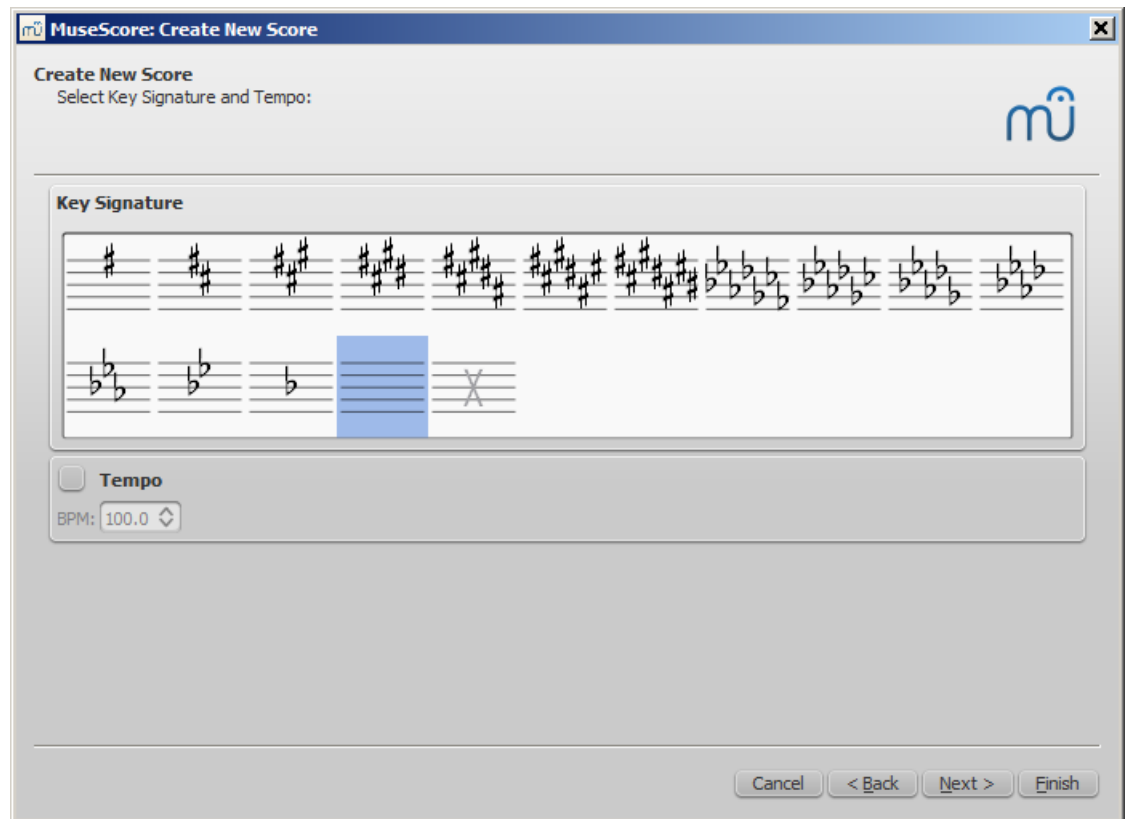 MuseScore: Create New Score
Create New Score
Select Key Signature and Tempo:
Key Signature
Tempo
BPM: 100.0
Cancel < Back Next > Finish